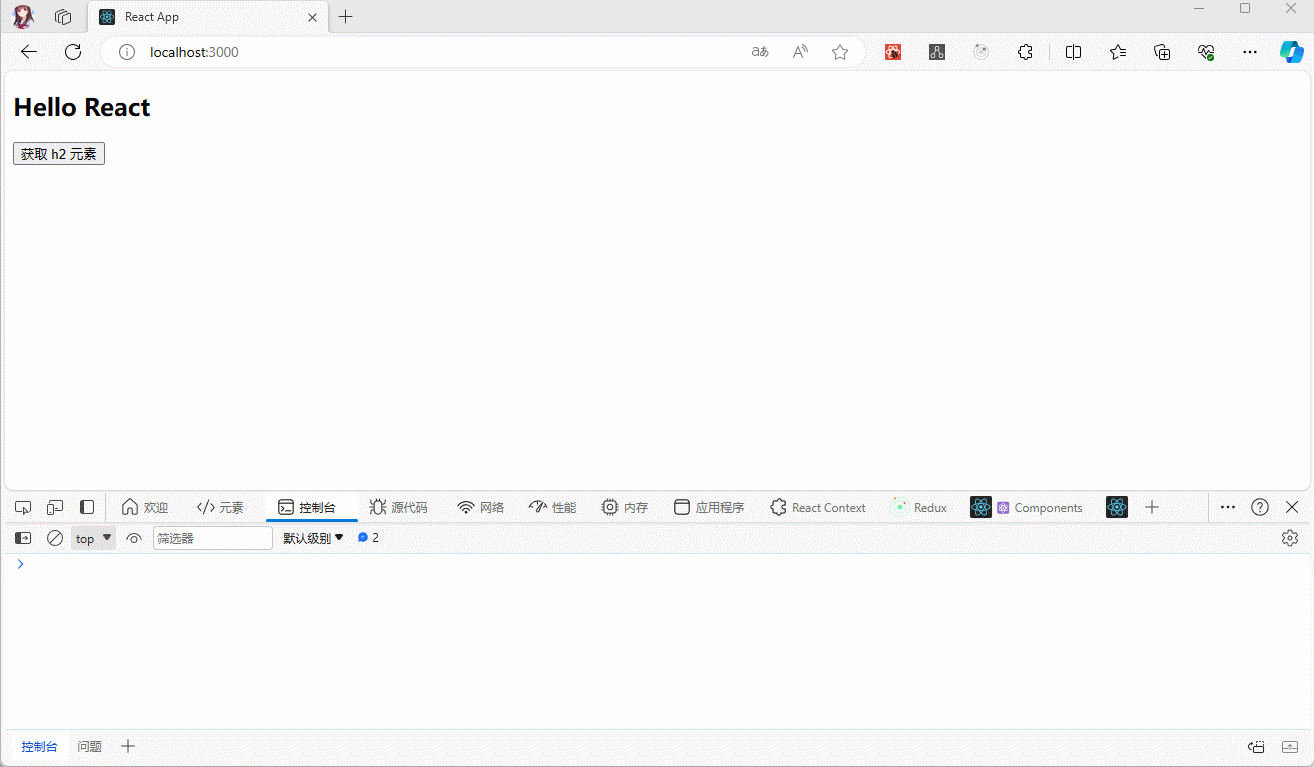 React App
localhost:3000
aあ
Hello React
获取 h2 元素
欢迎 元素 控制台 源代码 网络 性能 内存 应用程序 React Context Redux Components
top 筛选器 默认级别 2
控制台 问题